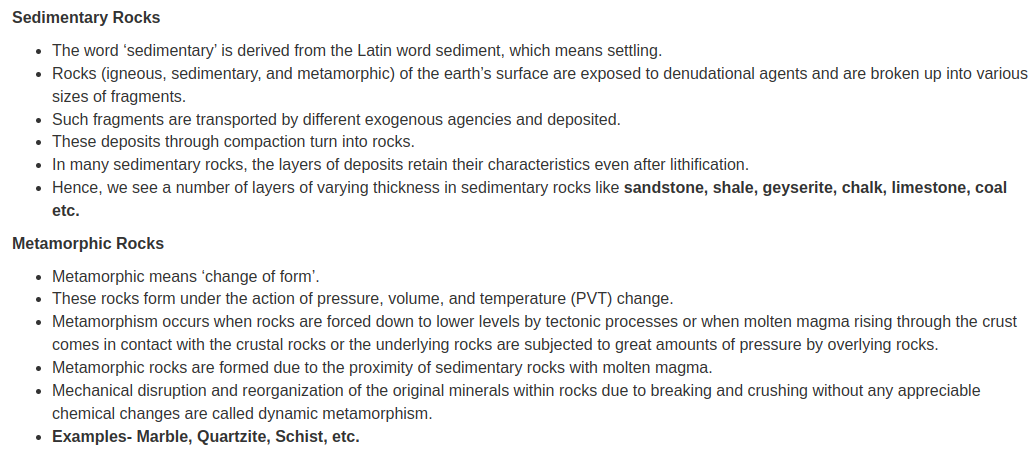 Sedimentary Rocks
• The word ‘sedimentary’ is derived from the Latin word sediment, which means settling.
• Rocks (igneous, sedimentary, and metamorphic) of the earth’s surface are exposed to denudational agents and are broken up into various
sizes of fragments.
• Such fragments are transported by different exogenous agencies and deposited.
• These deposits through compaction turn into rocks.
• In many sedimentary rocks, the layers of deposits retain their characteristics even after lithification.
• Hence, we see a number of layers of varying thickness in sedimentary rocks like sandstone, shale, geyserite, chalk, limestone, coal
etc.
Metamorphic Rocks
• Metamorphic means ‘change of form’.
• These rocks form under the action of pressure, volume, and temperature (PVT) change.
• Metamorphism occurs when rocks are forced down to lower levels by tectonic processes or when molten magma rising through the crust
comes in contact with the crustal rocks or the underlying rocks are subjected to great amounts of pressure by overlying rocks.
• Metamorphic rocks are formed due to the proximity of sedimentary rocks with molten magma.
• Mechanical disruption and reorganization of the original minerals within rocks due to breaking and crushing without any appreciable
chemical changes are called dynamic metamorphism.
• Examples- Marble, Quartzite, Schist, etc.